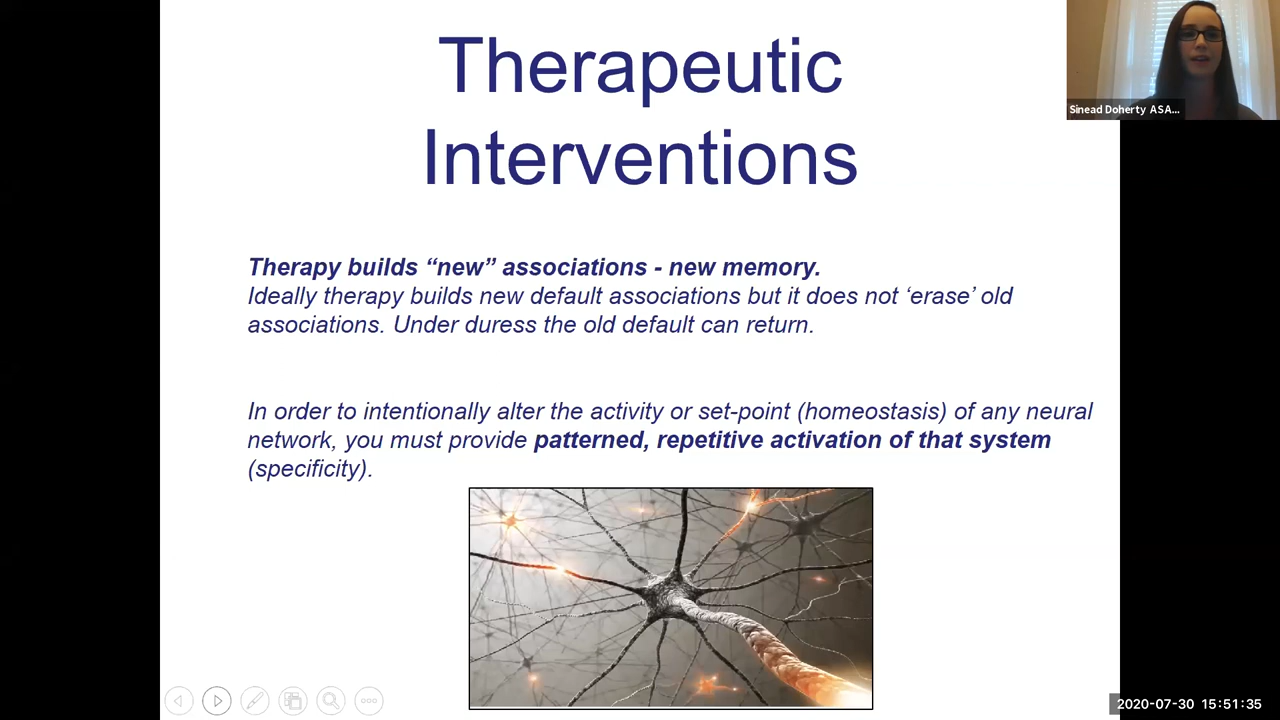 Therapeutic
Interventions
Sinead Doherty ASA...
Therapy builds “new” associations - new memory.
Ideally therapy builds new default associations but it does not ‘erase’ old
associations. Under duress the old default can return.
In order to intentionally alter the activity or set-point (homeostasis) of any neural
network, you must provide patterned, repetitive activation of that system
(specificity).
2020-07-30 15:51:35